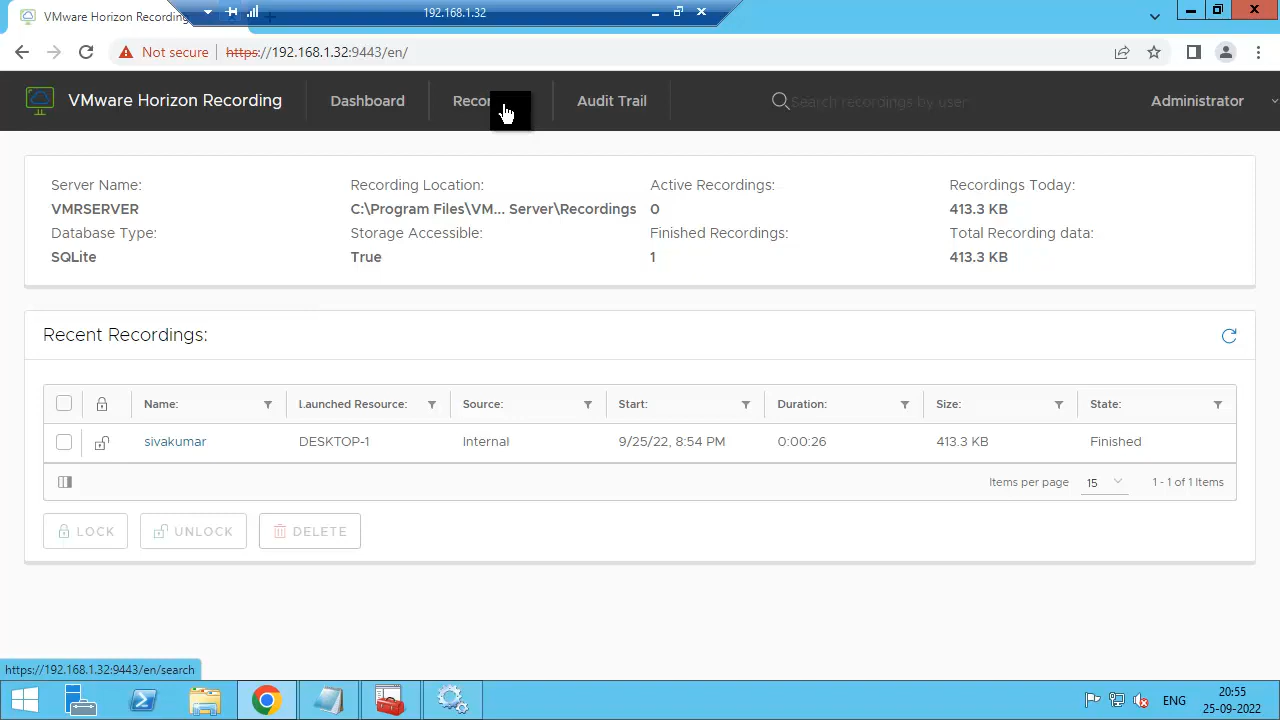 VMware Horizon Recording
192.168.1.32
Not secure https://192.168.1.32:9443/en/
VMware Horizon Recording Dashboard Audit Trail Search recordings by user Administrator
Server Name: Recording Location: Active Recordings: Recordings Today:
VMRSERVER C:\Program Files\VM... Server\Recordings 0 413.3 KB
Database Type: Storage Accessible: Finished Recordings: Total Recording data:
SQLite True 1 413.3 KB
Recent Recordings:
Name: Launched Resource: Source: Start: Duration: Size: State:
sivakumar DESKTOP-1 Internal 9/25/22, 8:54 PM 0:00:26 413.3 KB Finished
Items per page 15 1 - 1 of 1 Items
LOCK UNLOCK DELETE
https://192.168.1.32:9443/en/search
ENG
20:55
25-09-2022